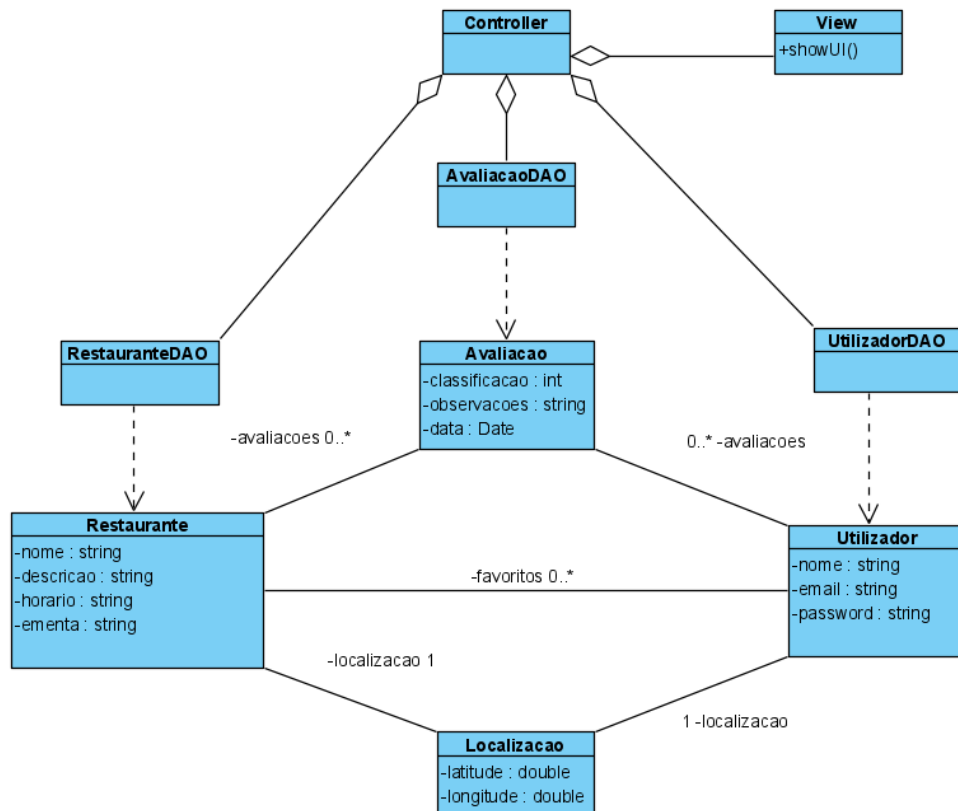 Controller
View
+showUI()
AvaliacaoDAO
RestauranteDAO
Avaliacao
-classificacao : int
-observacoes : string
-data : Date
UtilizadorDAO
-avaliacoes 0..*
0..* -avaliacoes
Restaurante
-nome : string
-descricao : string
-horario : string
-ementa : string
-favoritos 0..*
Utilizador
-nome : string
-email : string
-password : string
-localizacao 1
1 -localizacao
Localizacao
-latitude : double
-longitude : double